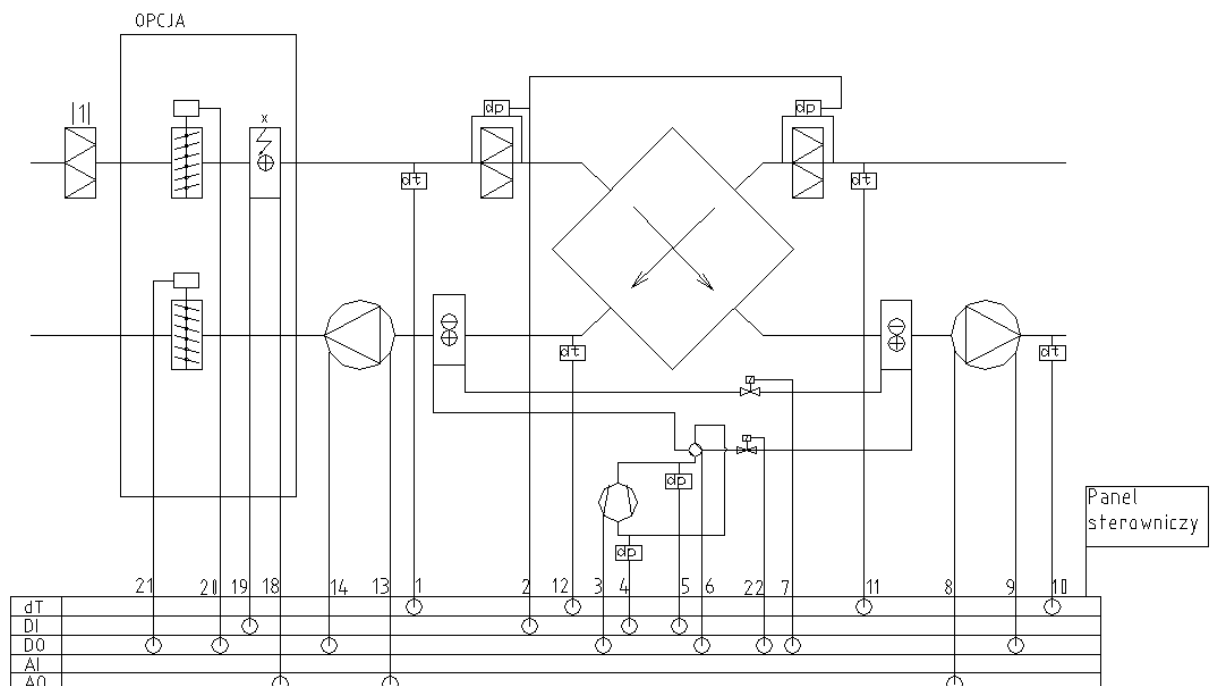 OPCJA
|1|
x
dp
dp
dt
dt
dt
dt
dp
dp
Panel
sterowniczy
21
20
19
18
14
13
1
2
12
3
4
5
6
22
7
11
8
9
10
dT
DI
DO
AI
AO